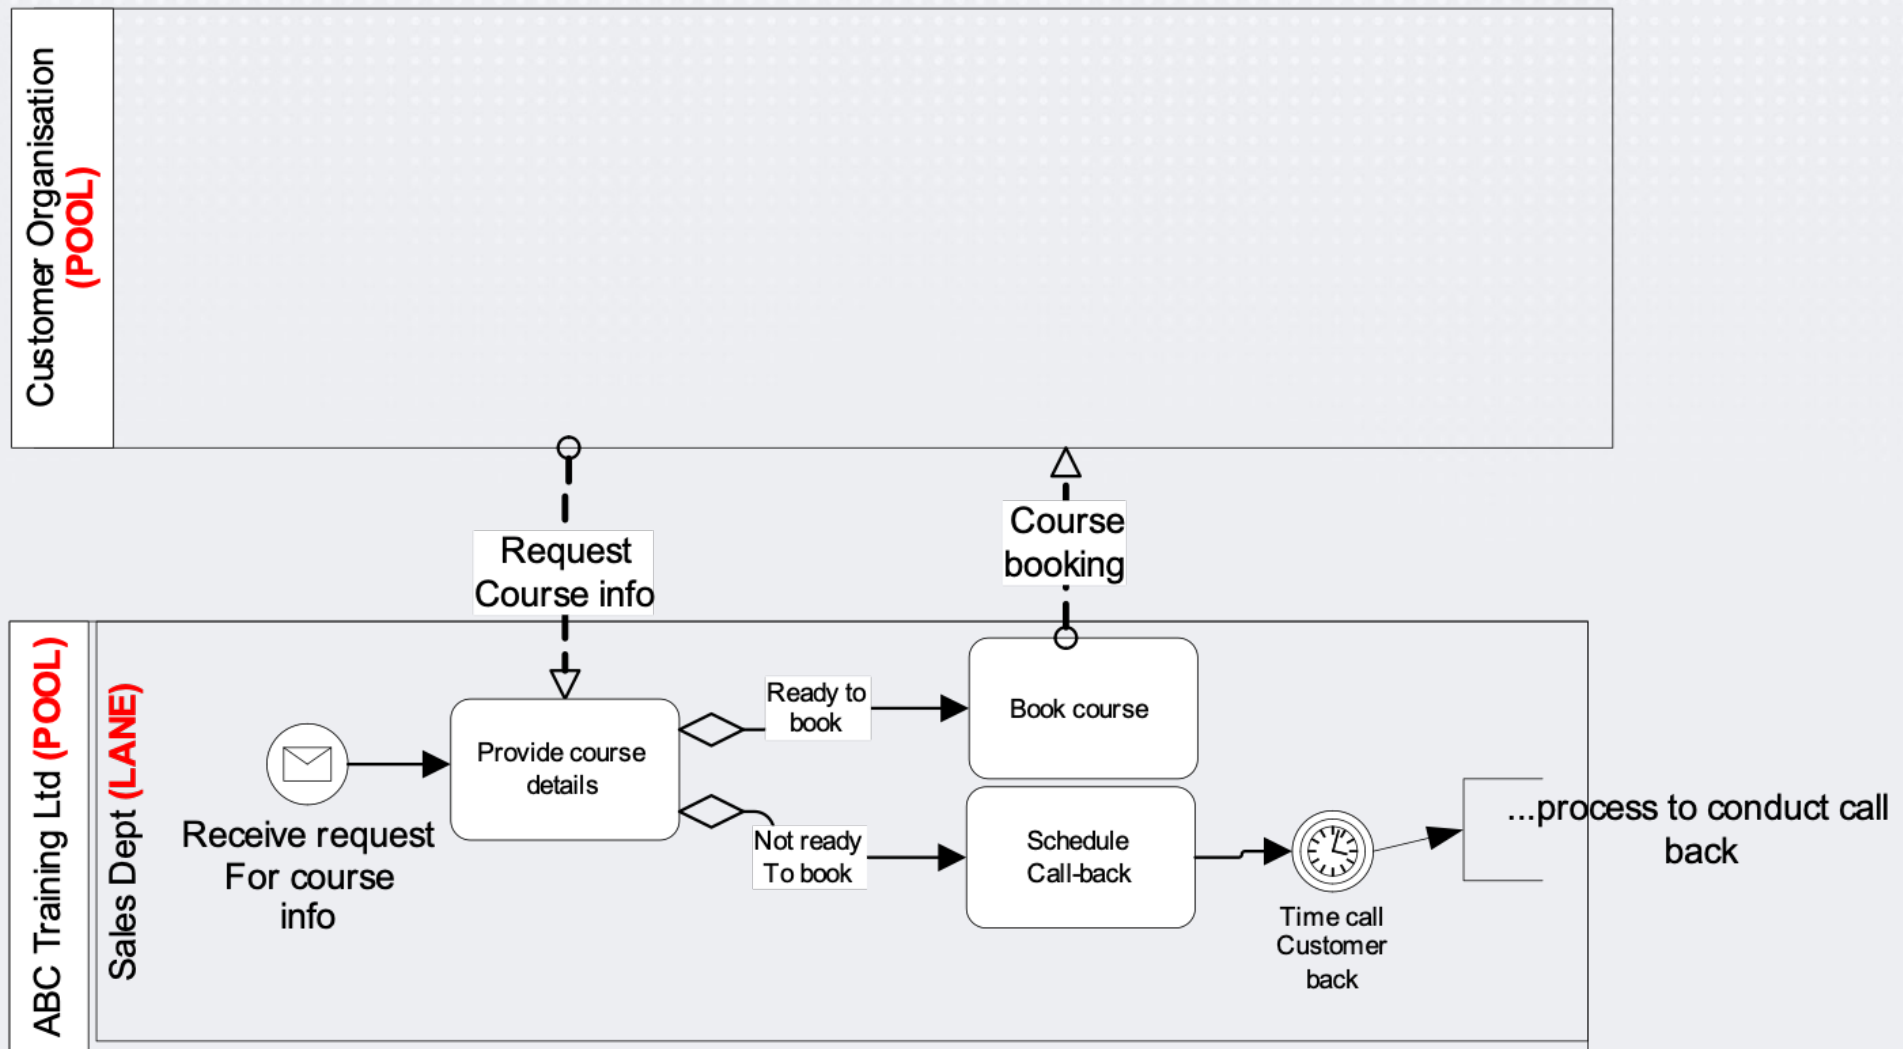 Customer Organisation
(POOL)
Request
Course info
Course
booking
ABC Training Ltd (POOL)
Sales Dept (LANE)
Receive request
For course
info
Provide course
details
Ready to
book
Not ready
To book
Book course
Schedule
Call-back
Time call
Customer
back
...process to conduct call
back